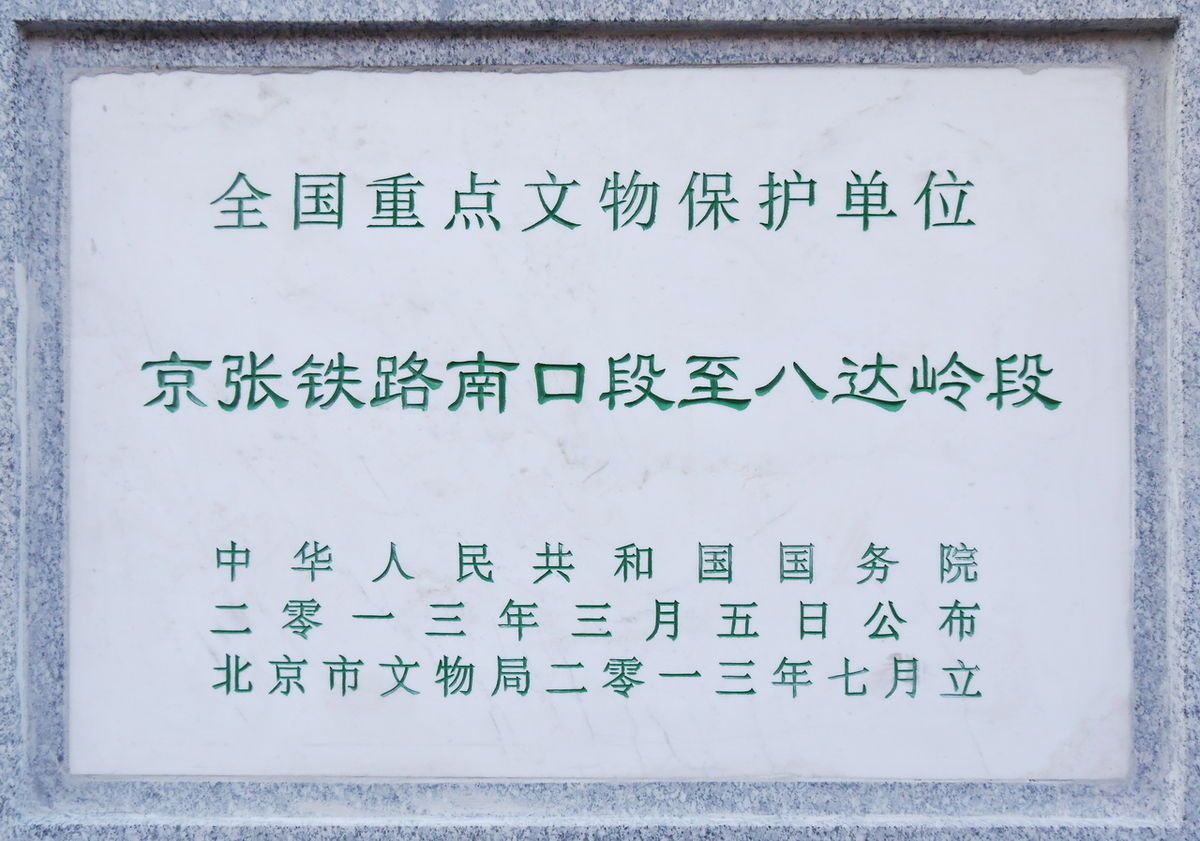 全国重点文物保护单位
京张铁路南口段至八达岭段
中华人民共和国国务院
二零一三年三月五日公布
北京市文物局二零一三年七月立